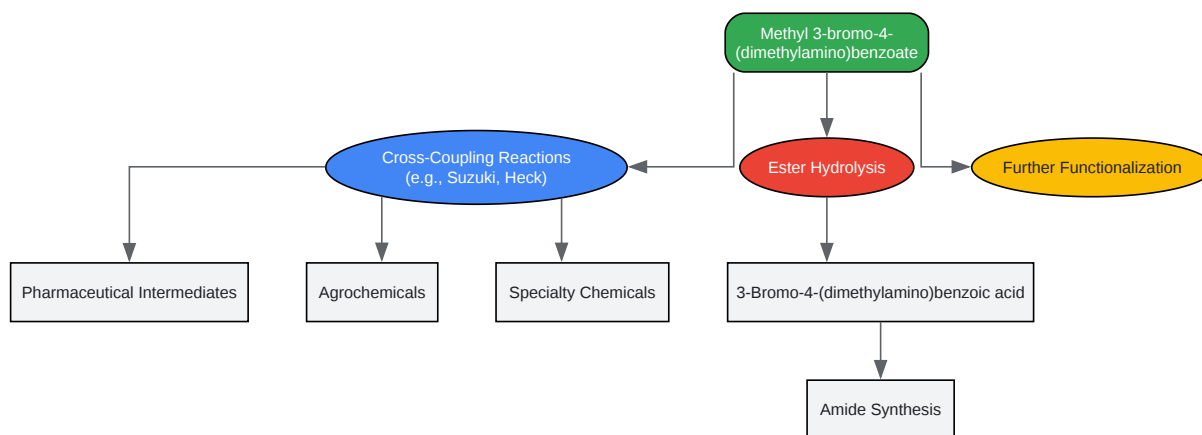 Methyl 3-bromo-4-
(dimethylamino)benzoate
Cross-Coupling Reactions
(e.g., Suzuki, Heck)
Ester Hydrolysis
Further Functionalization
Pharmaceutical Intermediates
Agrochemicals
Specialty Chemicals
3-Bromo-4-(dimethylamino)benzoic acid
Amide Synthesis